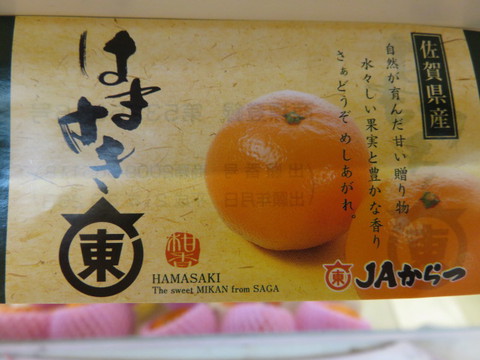 佐賀県産
自然が育んだ甘い贈り物
水々しい果実と豊かな香り
さぁどうぞ めしあがれ。
はまさき
東
柑香
HAMASAKI
The sweet MIKAN from SAGA
東 JAからつ